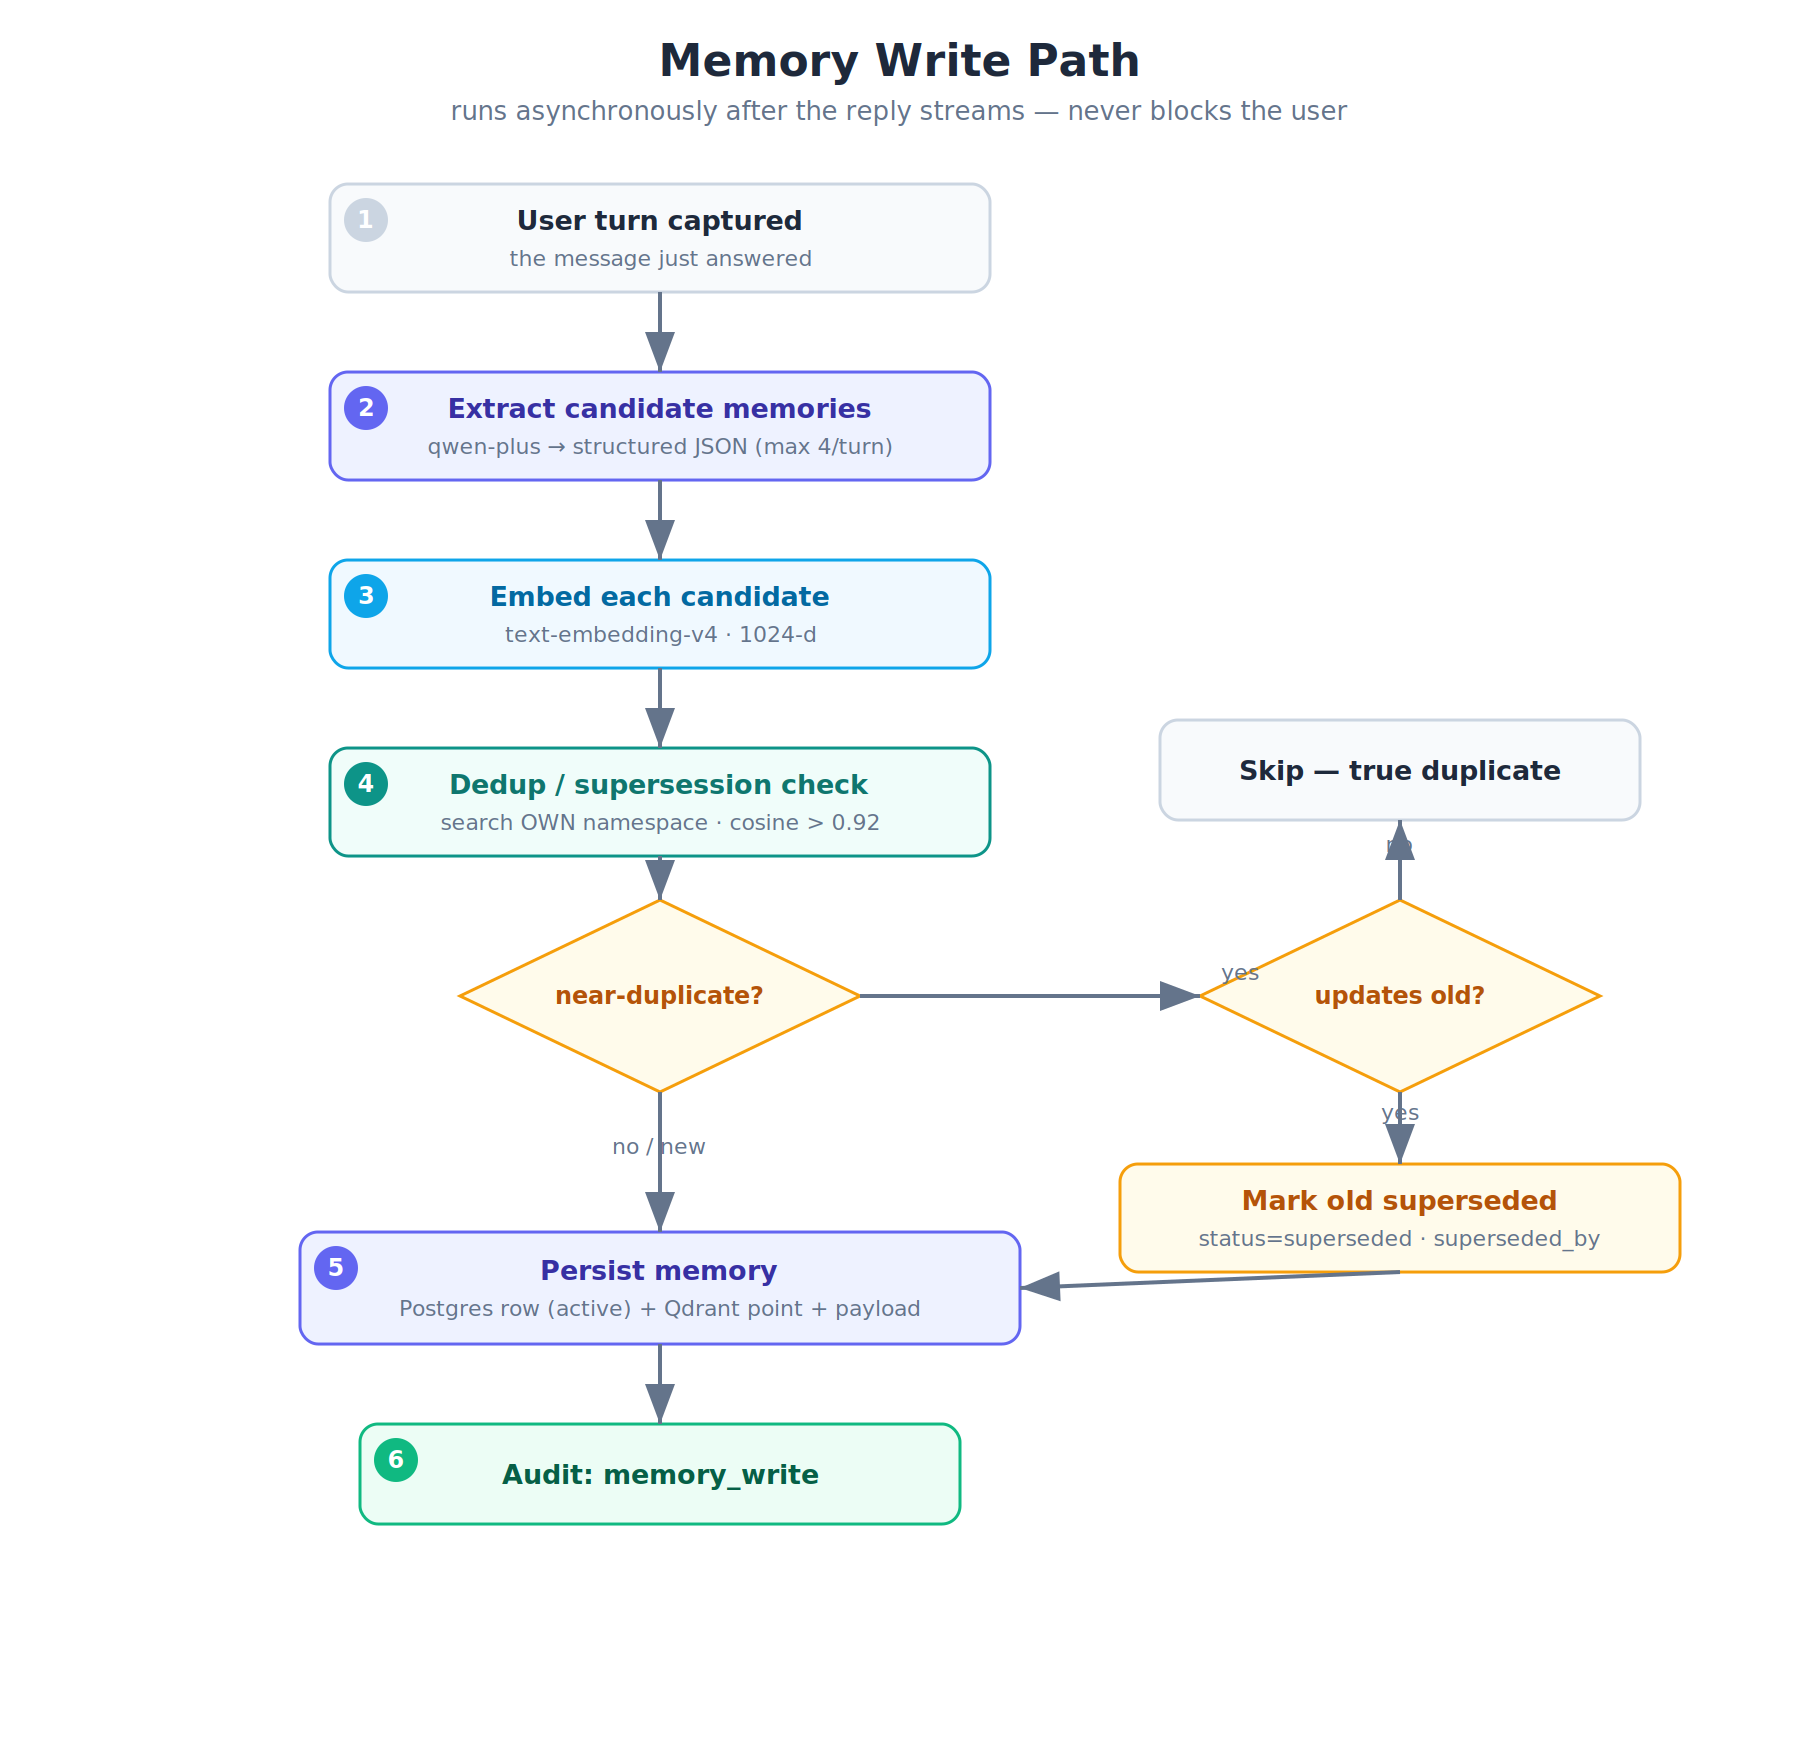 Memory Write Path
runs asynchronously after the reply streams — never blocks the user
1
User turn captured
the message just answered
2
Extract candidate memories
qwen-plus → structured JSON (max 4/turn)
3
Embed each candidate
text-embedding-v4 · 1024-d
4
Dedup / supersession check
search OWN namespace · cosine > 0.92
Skip — true duplicate
no
near-duplicate?
yes
updates old?
no / new
yes
Mark old superseded
status=superseded · superseded_by
5
Persist memory
Postgres row (active) + Qdrant point + payload
6
Audit: memory_write